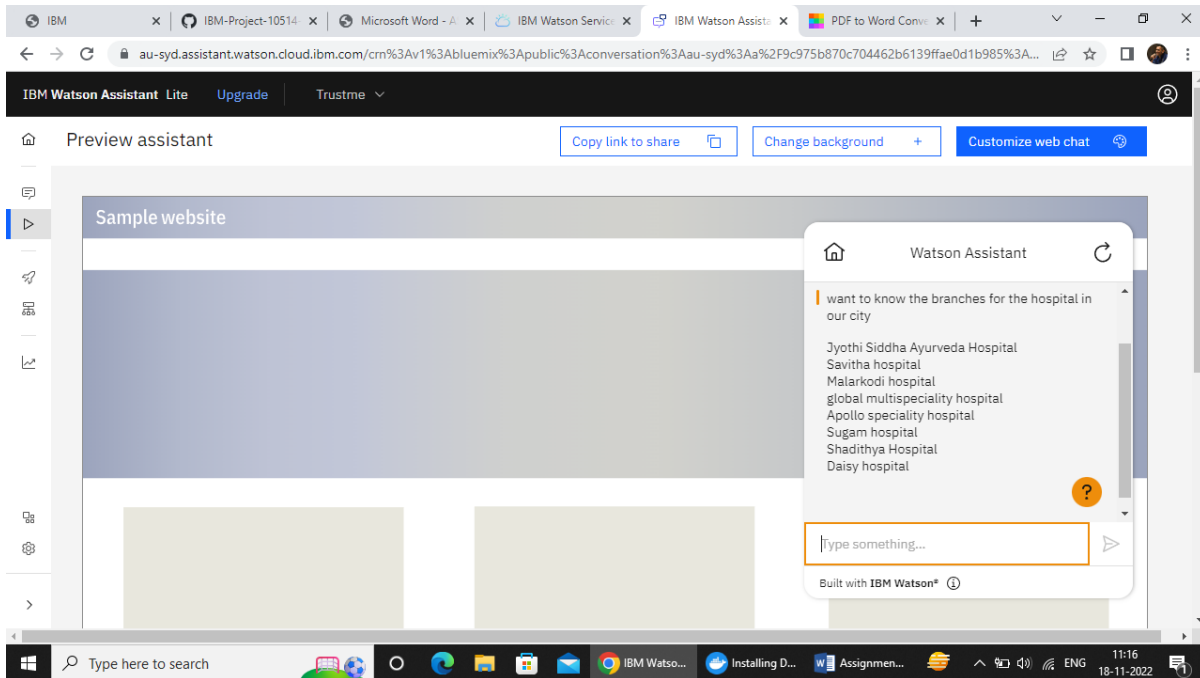 IBM
IBM-Project-10514-
Microsoft Word - A
IBM Watson Service
IBM Watson Assista
PDF to Word Conve
au-syd.assistant.watson.cloud.ibm.com/crn%3Av1%3Abluemix%3Apublic%3Aconversation%3Aau-syd%3Aa%2F9c975b870c704462b6139ffae0d1b985%3A...
IBM Watson Assistant Lite Upgrade Trustme
Preview assistant
Copy link to share
Change background +
Customize web chat
Sample website
Watson Assistant
want to know the branches for the hospital in
our city
Jyothi Siddha Ayurveda Hospital
Savitha hospital
Malarkodi hospital
global multispeciality hospital
Apollo speciality hospital
Sugam hospital
Shadithya Hospital
Daisy hospital
?
Type something...
Built with IBM Watson®
Type here to search
IBM Watso...
Installing D...
Assignmen...
ENG
11:16
18-11-2022
1